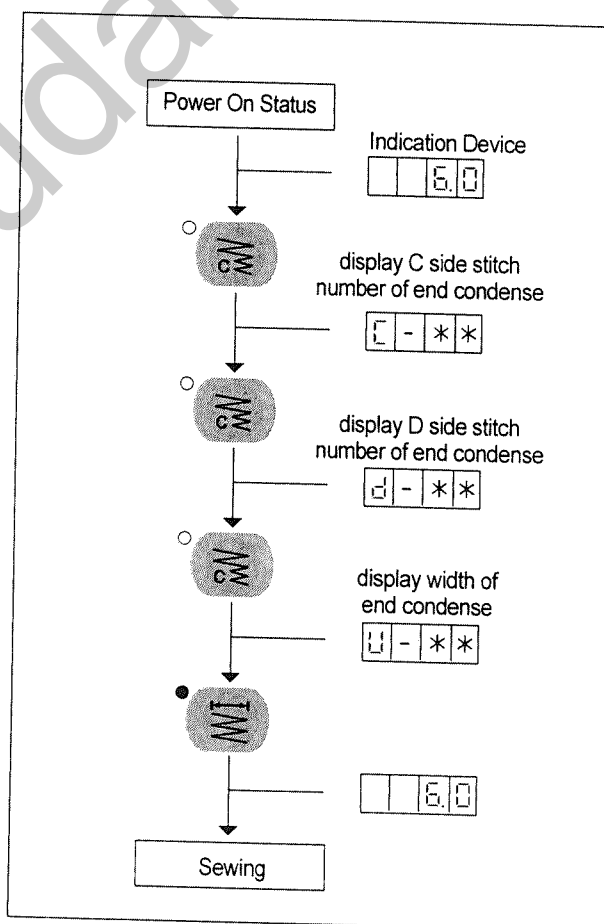 Power On Status
Indication Device
6.0
C
display C side stitch
number of end condense
C - * *
C
display D side stitch
number of end condense
d - * *
C
display width of
end condense
U - * *
6.0
Sewing